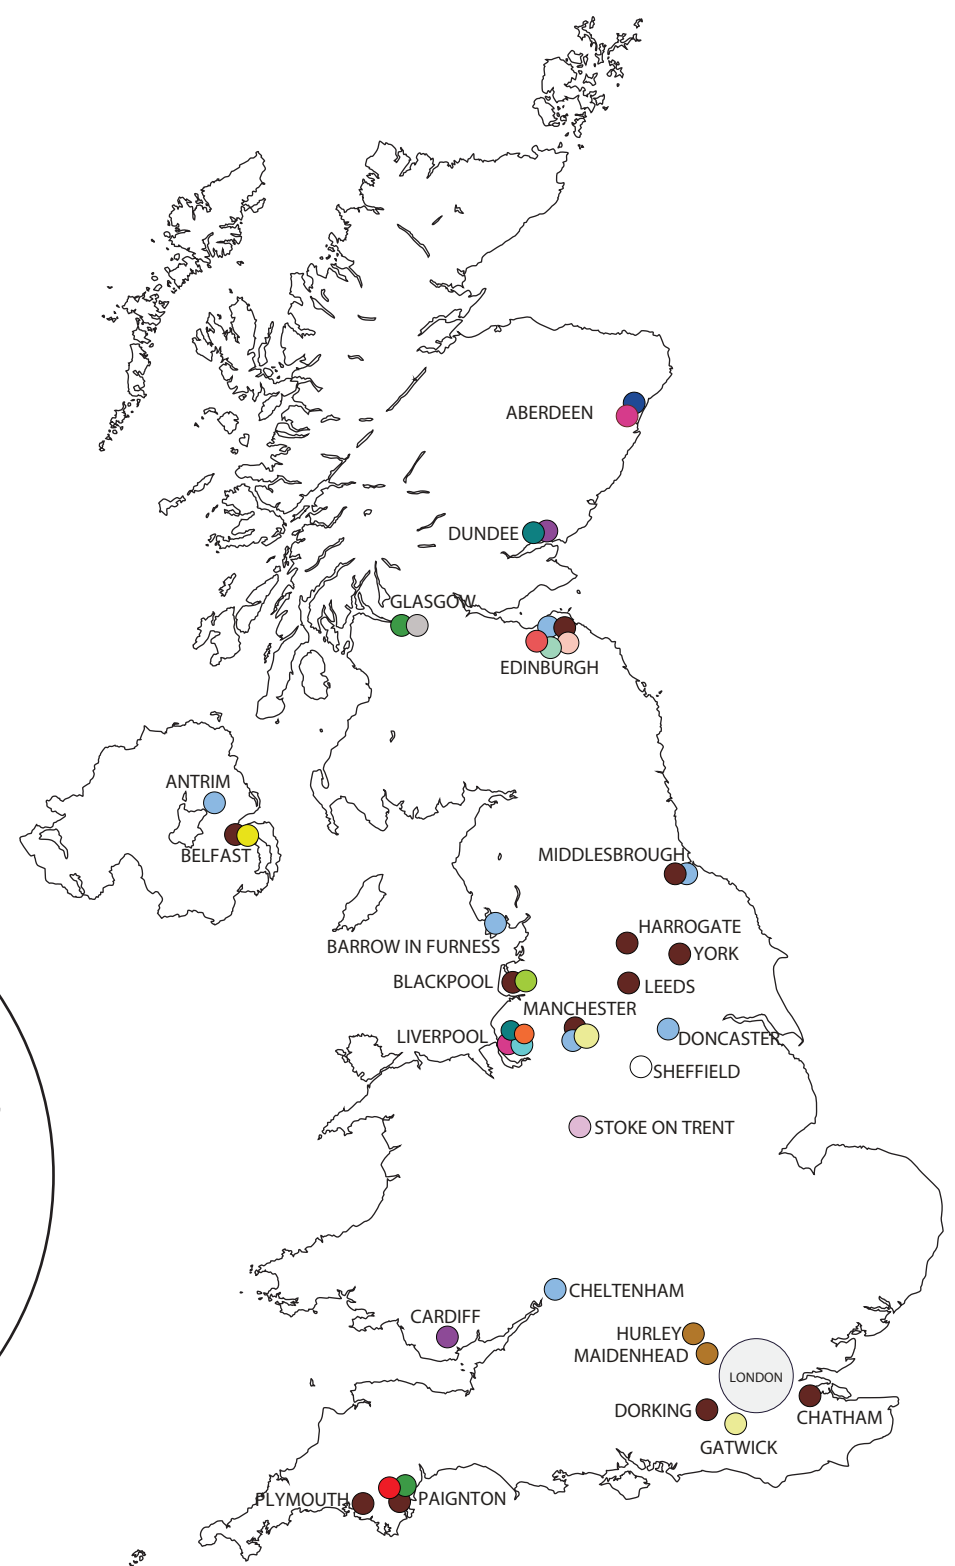 ABERDEEN
DUNDEE
GLASGOW
EDINBURGH
ANTRIM
BELFAST
MIDDLESBROUGH
HARROGATE
BARROW IN FURNESS
YORK
BLACKPOOL
LEEDS
MANCHESTER
LIVERPOOL
DONCASTER
SHEFFIELD
STOKE ON TRENT
CHELTENHAM
CARDIFF
HURLEY
MAIDENHEAD
LONDON
DORKING
CHATHAM
GATWICK
PLYMOUTH
PAIGNTON